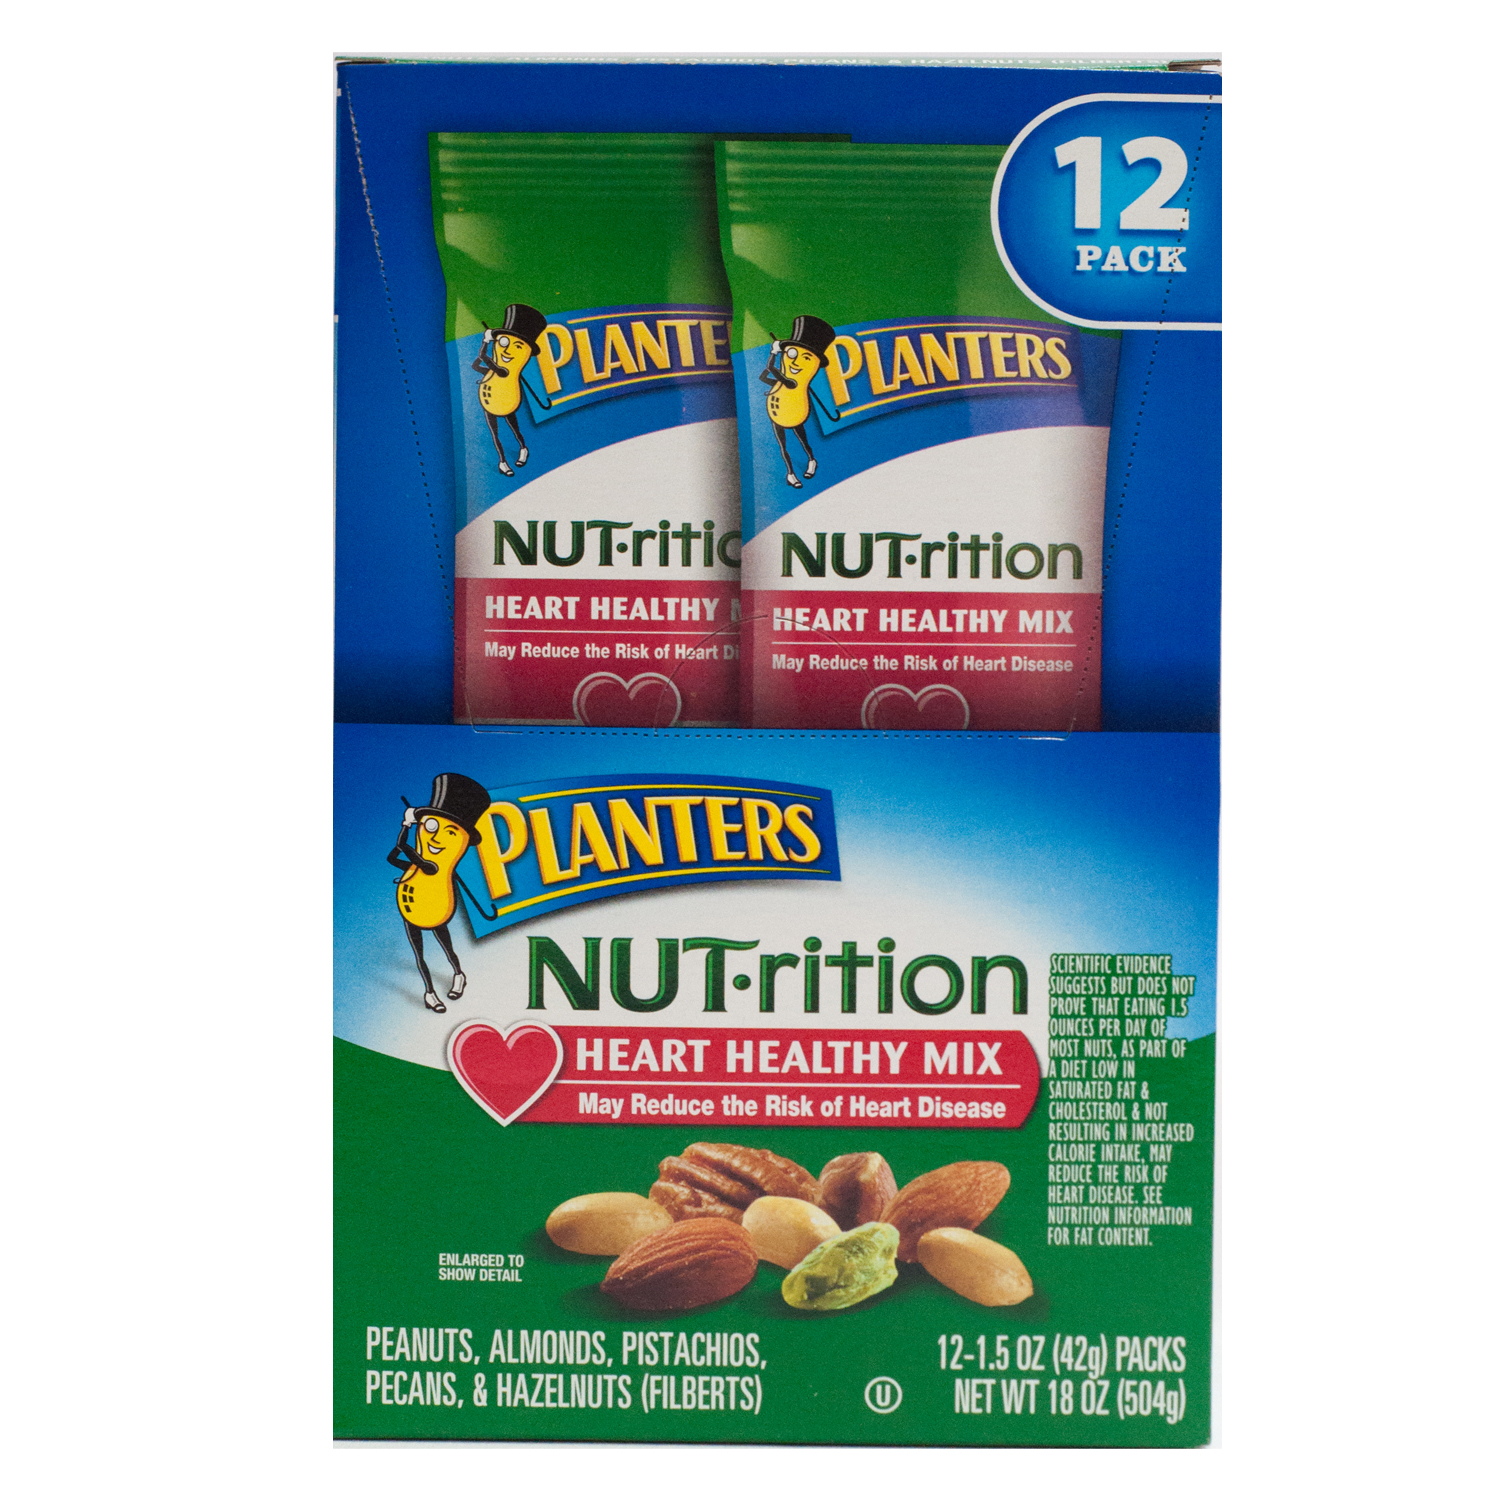 PECANS, & HAZELNUTS (FILBERTS)
12
PACK
PLANTE
PLANTERS
NUT·ritio
NUT·rition
HEART HEALTHY
HEART HEALTHY MIX
May Reduce the Risk of Heart Di
May Reduce the Risk of Heart Disease
PLANTERS
NUT·rition
HEART HEALTHY MIX
May Reduce the Risk of Heart Disease
SCIENTIFIC EVIDENCE
SUGGESTS BUT DOES NOT
PROVE THAT EATING 1.5
OUNCES PER DAY OF
MOST NUTS, AS PART OF
A DIET LOW IN
SATURATED FAT &
CHOLESTEROL & NOT
RESULTING IN INCREASED
CALORIE INTAKE, MAY
REDUCE THE RISK OF
HEART DISEASE. SEE
NUTRITION INFORMATION
FOR FAT CONTENT.
ENLARGED TO
SHOW DETAIL
PEANUTS, ALMONDS, PISTACHIOS,
PECANS, & HAZELNUTS (FILBERTS)
U
12-1.5 OZ (42g) PACKS
NET WT 18 OZ (504g)